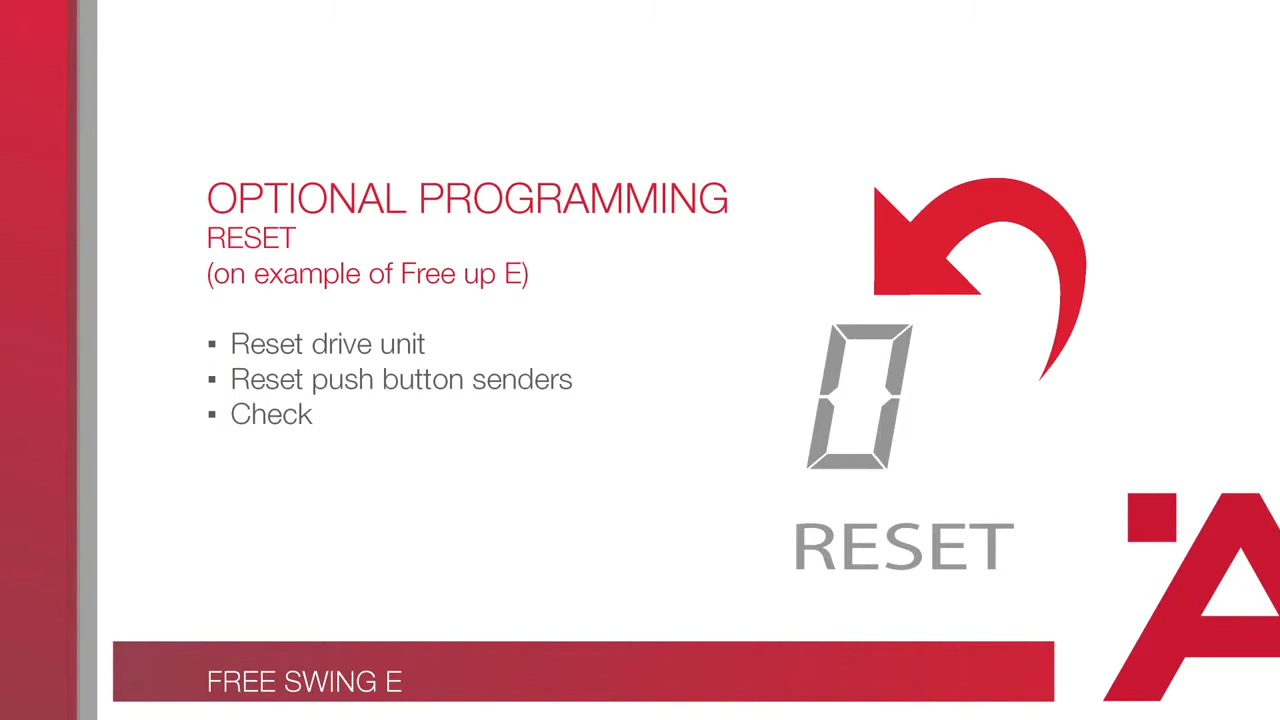 OPTIONAL PROGRAMMING
RESET
(on example of Free up E)
▪ Reset drive unit
▪ Reset push button senders
▪ Check
0
RESET
FREE SWING E